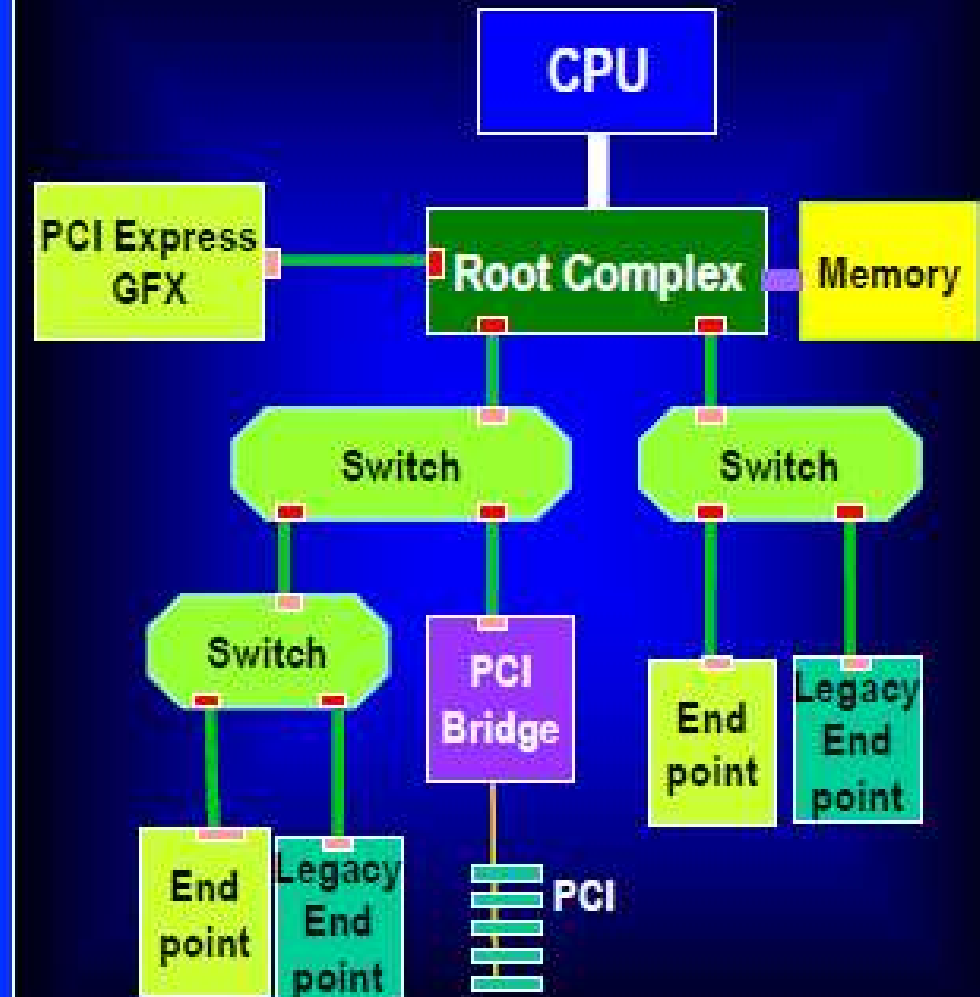 CPU
PCI Express
GFX
Root Complex
Memory
Switch
Switch
Switch
PCI
Bridge
End
point
Legacy
End
point
End
point
Legacy
End
point
PCI